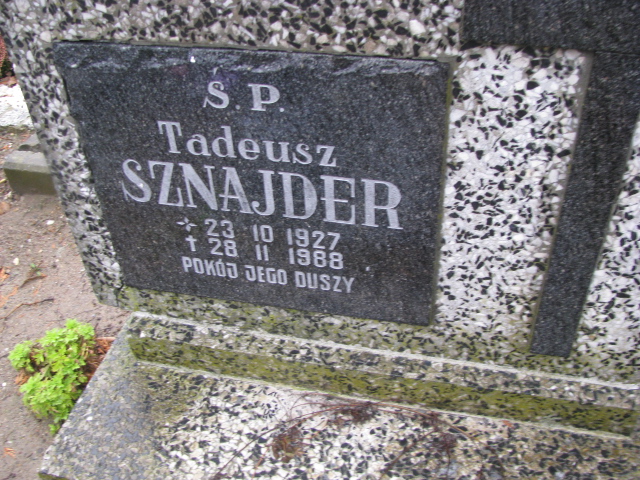 Ś. P.
Tadeusz
SZNAJDER
* 23 10 1927
† 28 11 1988
POKÓJ JEGO DUSZY